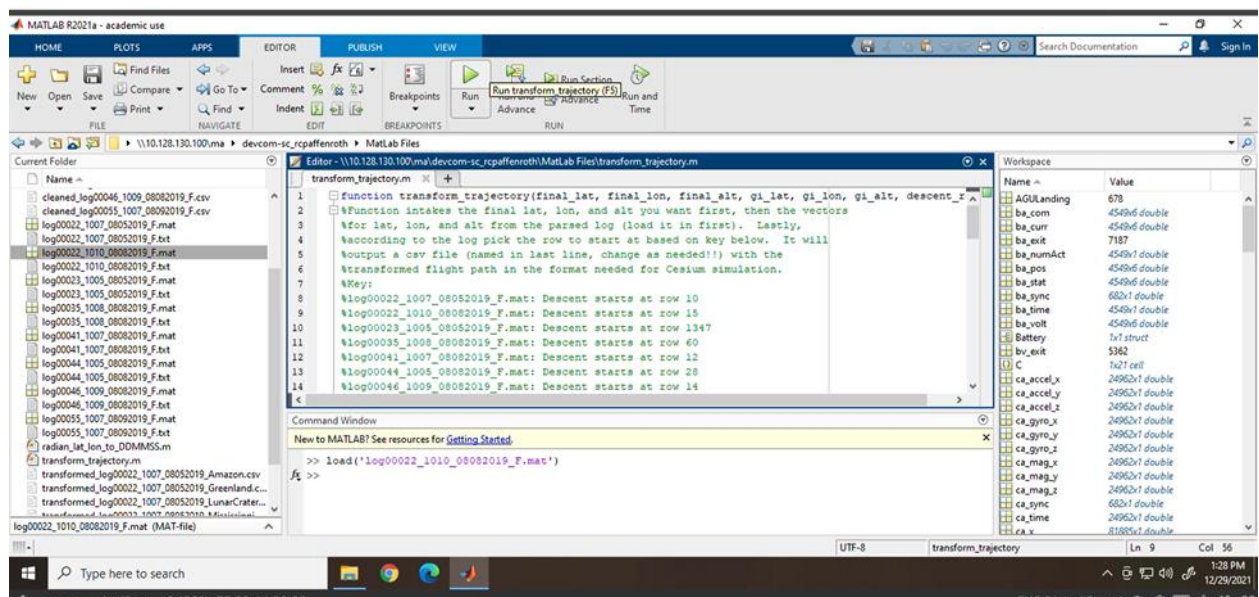 MATLAB R2021a - academic use
HOME PLOTS APPS EDITOR PUBLISH VIEW
Search Documentation
Sign In
New Open Save
Find Files
Compare
Print
FILE
Go To
Find
NAVIGATE
Insert
Comment
Indent
EDIT
Breakpoints
BREAKPOINTS
Run
Advance
Run Section
Advance
Run and
Time
RUN
Run transform_trajectory (F5)
\\10.128.130.100\ma devcom-sc_rcpaffenroth MatLab Files
Current Folder
Name
cleaned_log00046_1009_08082019_F.csv
cleaned_log00055_1007_08092019_F.csv
log00022_1007_08052019_F.mat
log00022_1007_08052019_F.txt
log00022_1010_08082019_F.mat
log00022_1010_08082019_F.txt
log00023_1005_08052019_F.mat
log00023_1005_08052019_F.txt
log00035_1008_08082019_F.mat
log00035_1008_08082019_F.txt
log00041_1007_08082019_F.mat
log00041_1007_08082019_F.txt
log00044_1005_08082019_F.mat
log00044_1005_08082019_F.txt
log00046_1009_08082019_F.mat
log00046_1009_08082019_F.txt
log00055_1007_08092019_F.mat
log00055_1007_08092019_F.txt
radian_lat_lon_to_DDMMSS.m
transform_trajectory.m
transformed_log00022_1007_08052019_Amazon.csv
transformed_log00022_1007_08052019_Greenland.c...
transformed_log00022_1007_08052019_LunarCrater...
log00022_1010_08082019_F.mat (MAT-file)
Editor - \\10.128.130.100\ma\devcom-sc_rcpaffenroth\MatLab Files\transform_trajectory.m
transform_trajectory.m
1 function transform_trajectory(final_lat, final_lon, final_alt, gi_lat, gi_lon, gi_alt, descent_r
2 %Function intakes the final lat, lon, and alt you want first, then the vectors
3 %for lat, lon, and alt from the parsed log (load it in first). Lastly,
4 %according to the log pick the row to start at based on key below. It will
5 %output a csv file (named in last line, change as needed!!) with the
6 %transformed flight path in the format needed for Cesium simulation.
7 %Key:
8 %log00022_1007_08052019_F.mat: Descent starts at row 10
9 %log00022_1010_08082019_F.mat: Descent starts at row 15
10 %log00023_1005_08052019_F.mat: Descent starts at row 1347
11 %log00035_1008_08082019_F.mat: Descent starts at row 60
12 %log00041_1007_08082019_F.mat: Descent starts at row 12
13 %log00044_1005_08082019_F.mat: Descent starts at row 28
14 %log00046_1009_08082019_F.mat: Descent starts at row 14
Command Window
New to MATLAB? See resources for Getting Started.
>> load('log00022_1010_08082019_F.mat')
fx >>
Workspace
Name Value
AGULanding 678
ba_com 4549x6 double
ba_curr 4549x6 double
ba_exit 7187
ba_numAct 4549x1 double
ba_pos 4549x6 double
ba_stat 4549x6 double
ba_sync 682x1 double
ba_time 4549x1 double
ba_volt 4549x6 double
Battery 1x1 struct
bv_exit 5362
C 1x21 cell
ca_accel_x 24962x1 double
ca_accel_y 24962x1 double
ca_accel_z 24962x1 double
ca_gyro_x 24962x1 double
ca_gyro_y 24962x1 double
ca_gyro_z 24962x1 double
ca_mag_x 24962x1 double
ca_mag_y 24962x1 double
ca_mag_z 24962x1 double
ca_sync 682x1 double
ca_time 24962x1 double
ca_x 81885x1 double
UTF-8 transform_trajectory Ln 9 Col 56
Type here to search
1:28 PM
12/29/2021